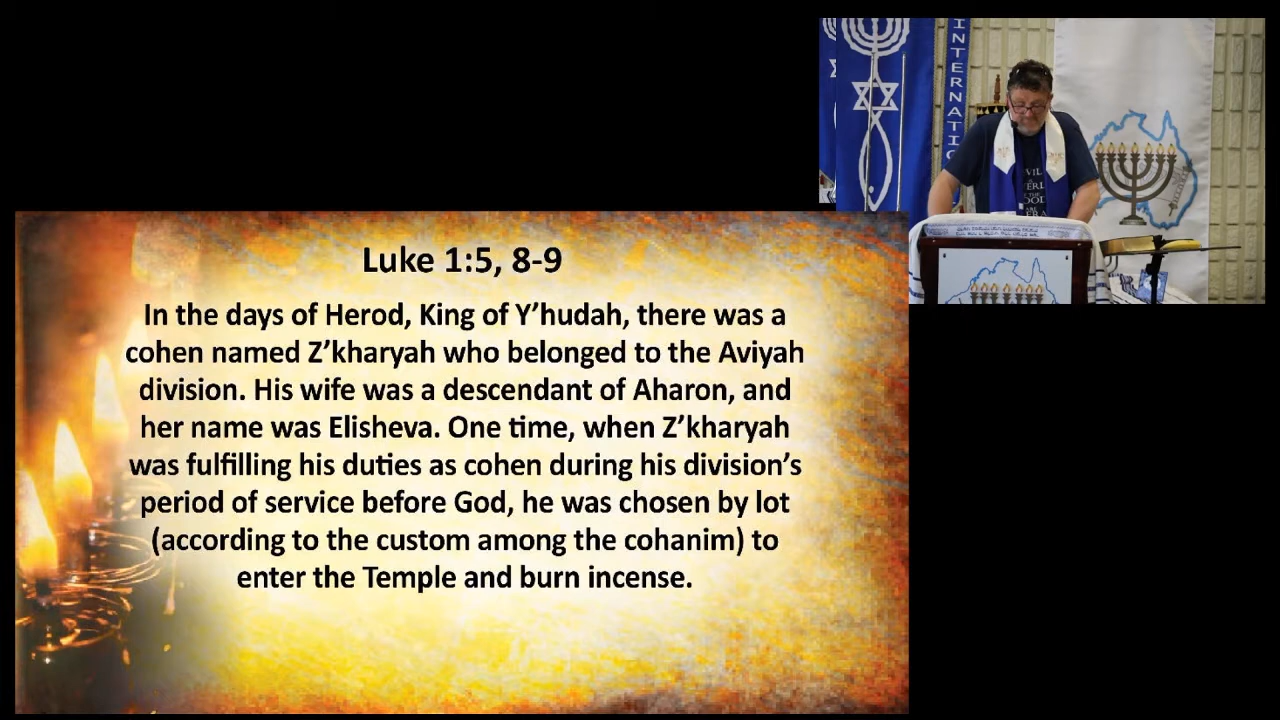 Luke 1:5, 8-9
In the days of Herod, King of Y’hudah, there was a
cohen named Z’kharyah who belonged to the Aviyah
division. His wife was a descendant of Aharon, and
her name was Elisheva. One time, when Z’kharyah
was fulfilling his duties as cohen during his division’s
period of service before God, he was chosen by lot
(according to the custom among the cohanim) to
enter the Temple and burn incense.